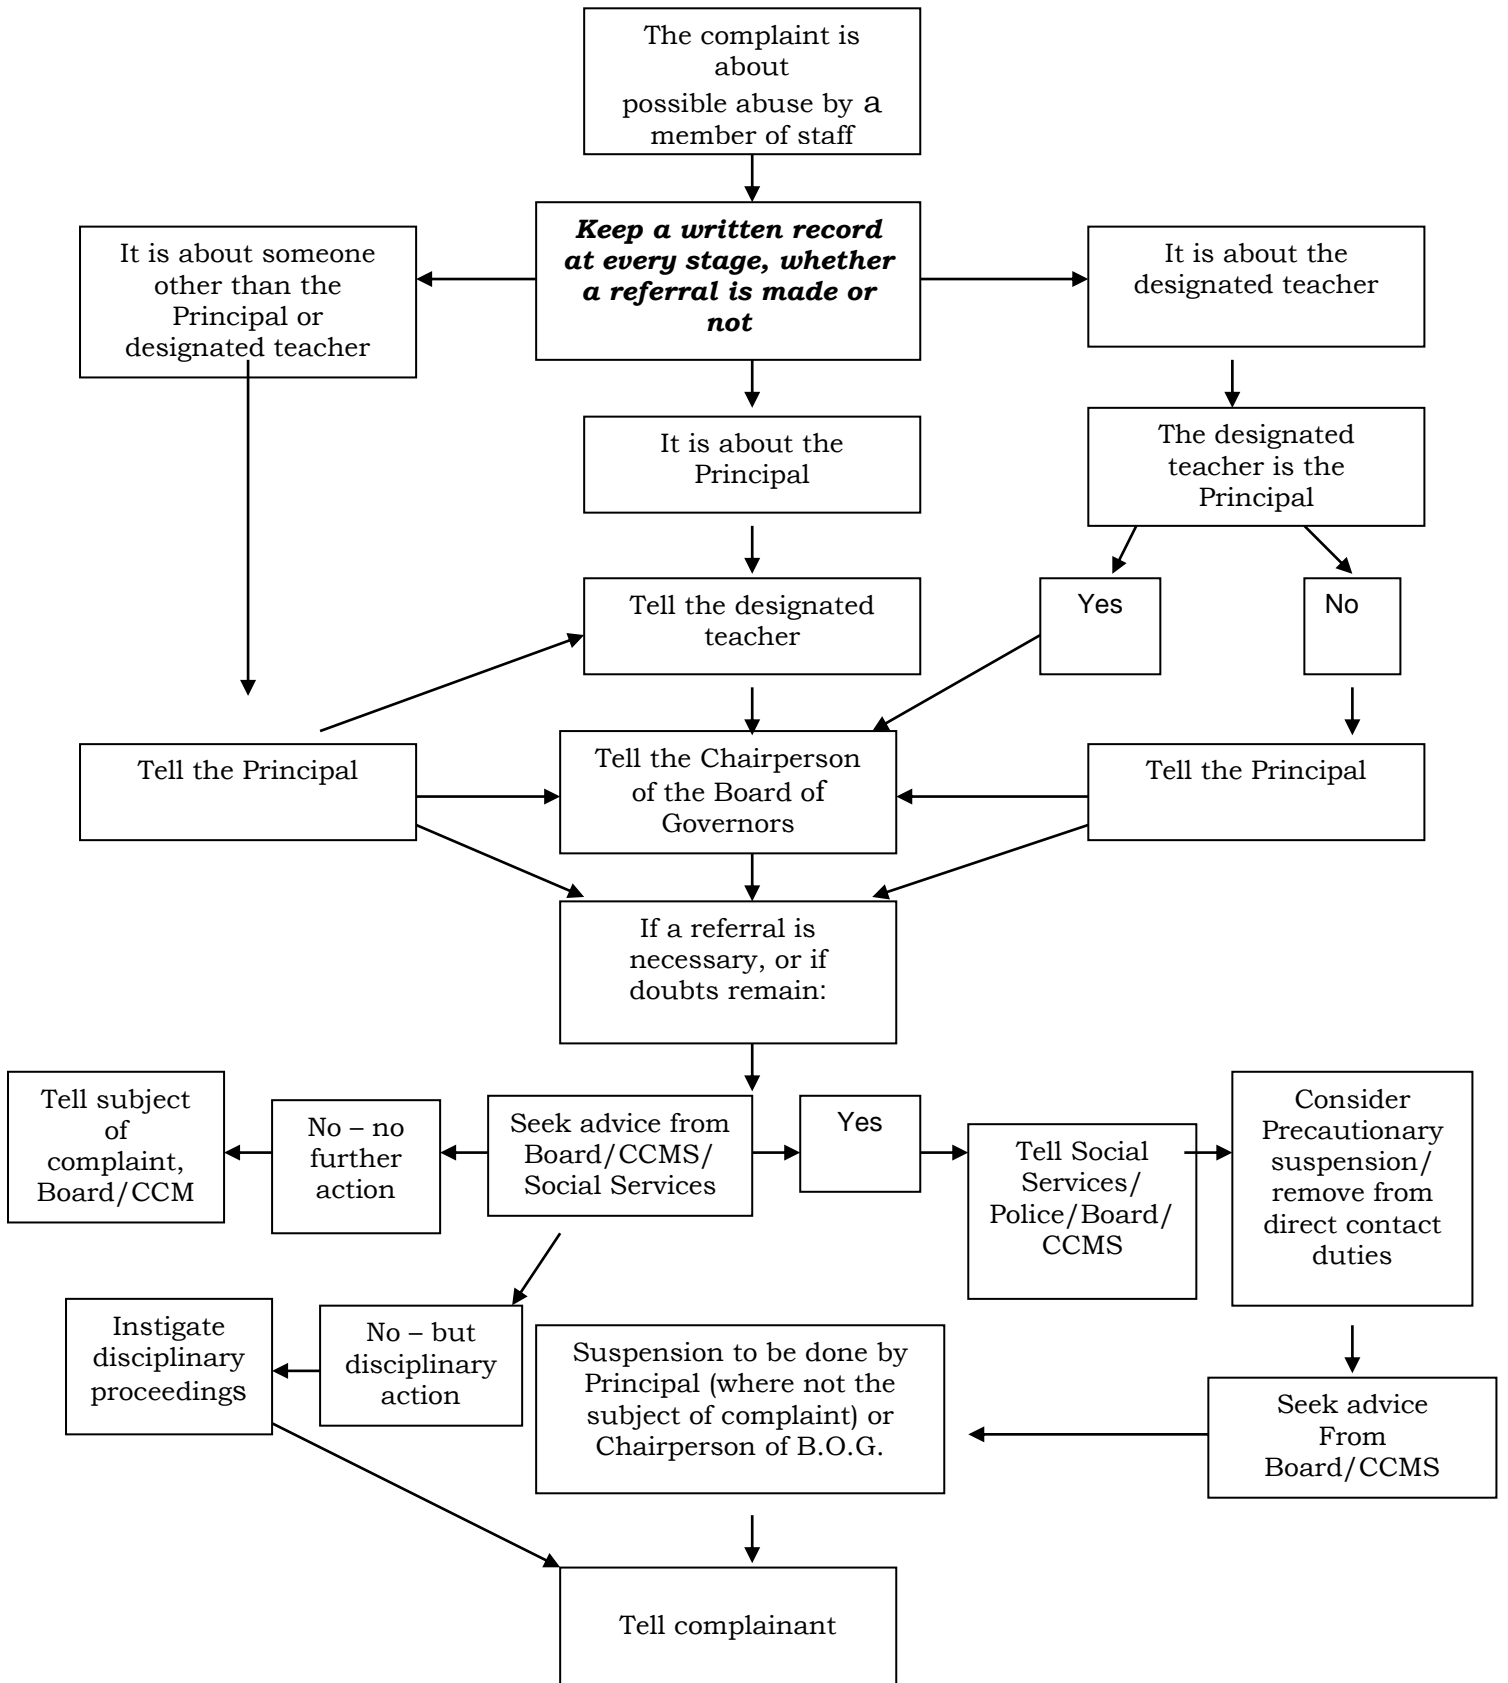 The complaint is
about
possible abuse by a
member of staff
Keep a written record
at every stage, whether
a referral is made or
not
It is about someone
other than the
Principal or
designated teacher
It is about the
designated teacher
It is about the
Principal
The designated
teacher is the
Principal
Tell the designated
teacher
Yes
No
Tell the Principal
Tell the Chairperson
of the Board of
Governors
Tell the Principal
If a referral is
necessary, or if
doubts remain:
Tell subject
of
complaint,
Board/CCM
No – no
further
action
Seek advice from
Board/CCMS/
Social Services
Yes
Tell Social
Services/
Police/Board/
CCMS
Consider
Precautionary
suspension/
remove from
direct contact
duties
Instigate
disciplinary
proceedings
No – but
disciplinary
action
Suspension to be done by
Principal (where not the
subject of complaint) or
Chairperson of B.O.G.
Seek advice
From
Board/CCMS
Tell complainant